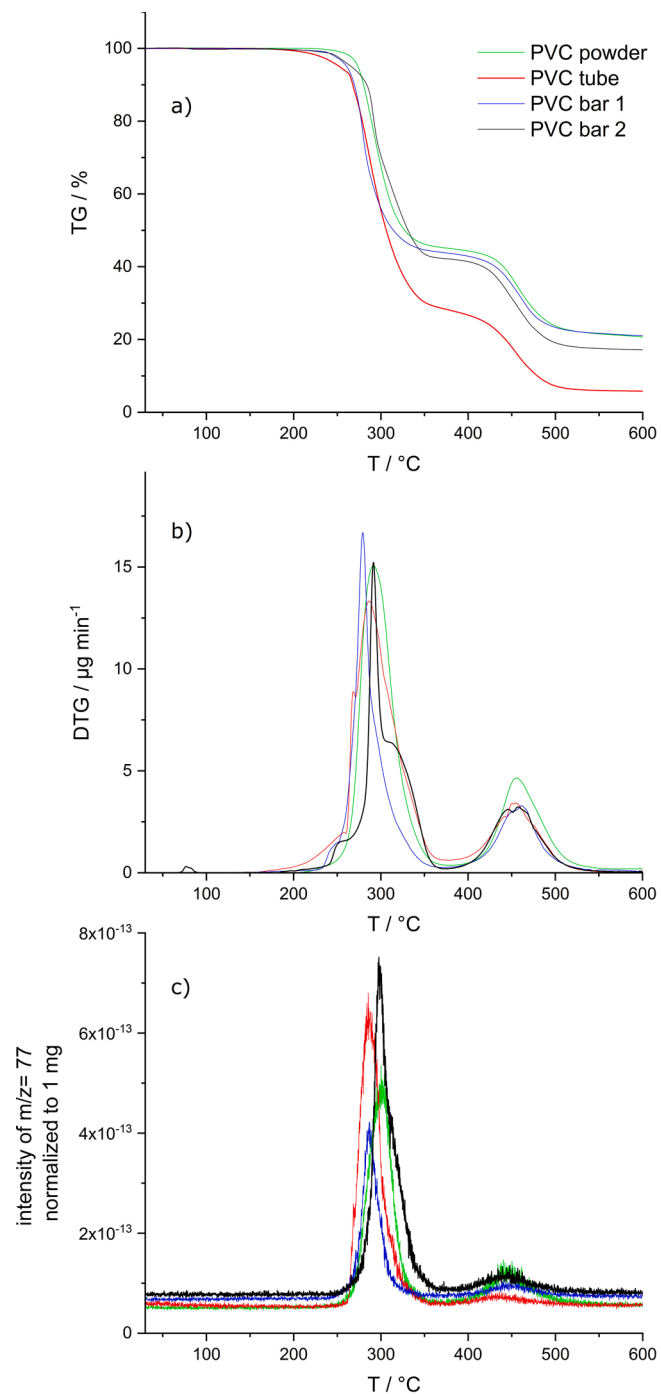 100
80
60
40
20
0
TG / %
a)
PVC powder
PVC tube
PVC bar 1
PVC bar 2
100 200 300 400 500 600
T / °C
15
10
5
0
DTG / µg min⁻¹
b)
100 200 300 400 500 600
T / °C
8x10⁻¹³
6x10⁻¹³
4x10⁻¹³
2x10⁻¹³
0
intensity of m/z= 77
normalized to 1 mg
c)
100 200 300 400 500 600
T / °C